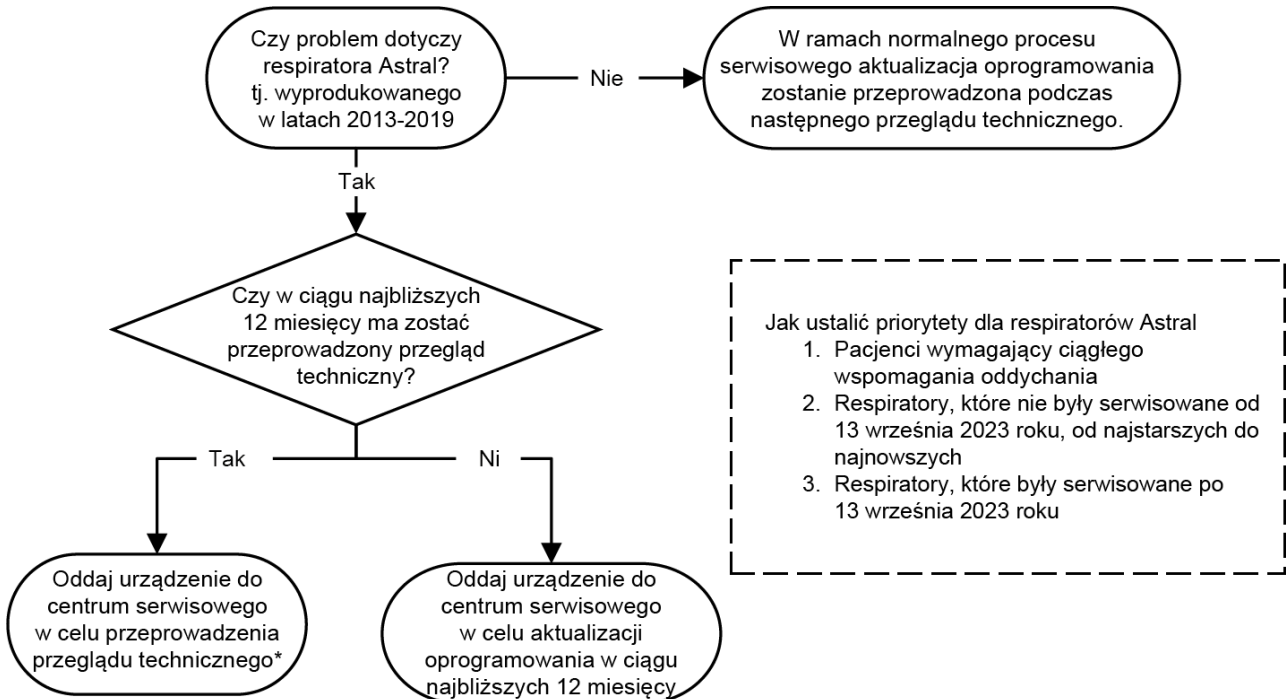 Czy problem dotyczy
respiratora Astral?
tj. wyprodukowanego
w latach 2013-2019
Nie
W ramach normalnego procesu
serwisowego aktualizacja oprogramowania
zostanie przeprowadzona podczas
następnego przeglądu technicznego.
Tak
Czy w ciągu najbliższych
12 miesięcy ma zostać
przeprowadzony przegląd
techniczny?
Jak ustalić priorytety dla respiratorów Astral
1. Pacjenci wymagający ciągłego
wspomagania oddychania
2. Respiratory, które nie były serwisowane od
13 września 2023 roku, od najstarszych do
najnowszych
3. Respiratory, które były serwisowane po
13 września 2023 roku
Tak
Ni
Oddaj urządzenie do
centrum serwisowego
w celu przeprowadzenia
przeglądu technicznego*
Oddaj urządzenie do
centrum serwisowego
w celu aktualizacji
oprogramowania w ciągu
najbliższych 12 miesięcy